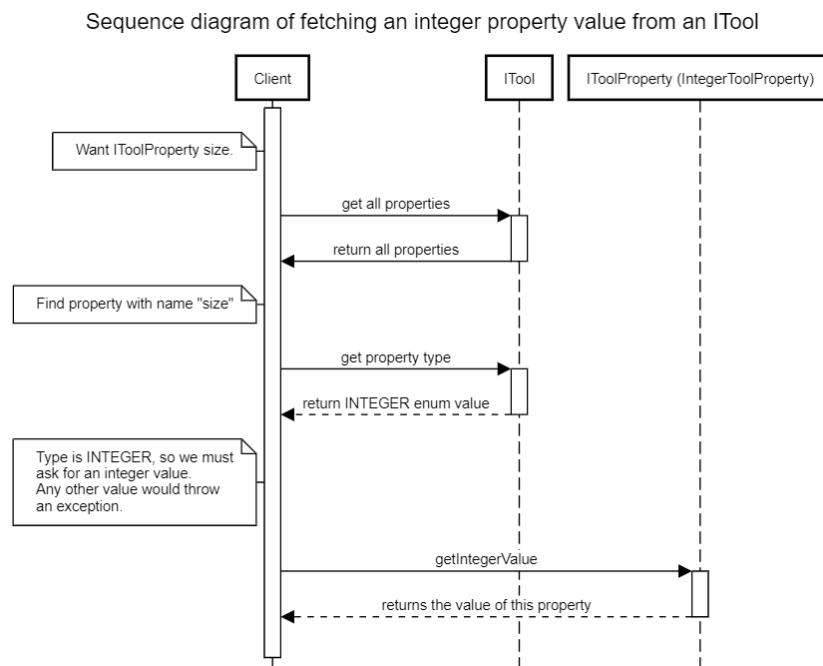 Sequence diagram of fetching an integer property value from an ITool
Client
ITool
IToolProperty (IntegerToolProperty)
Want IToolProperty size.
get all properties
return all properties
Find property with name "size"
get property type
return INTEGER enum value
Type is INTEGER, so we must
ask for an integer value.
Any other value would throw
an exception.
getIntegerValue
returns the value of this property